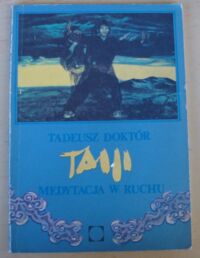 TADEUSZ DOKTÓR
TAIJI
MEDYTACJA W RUCHU